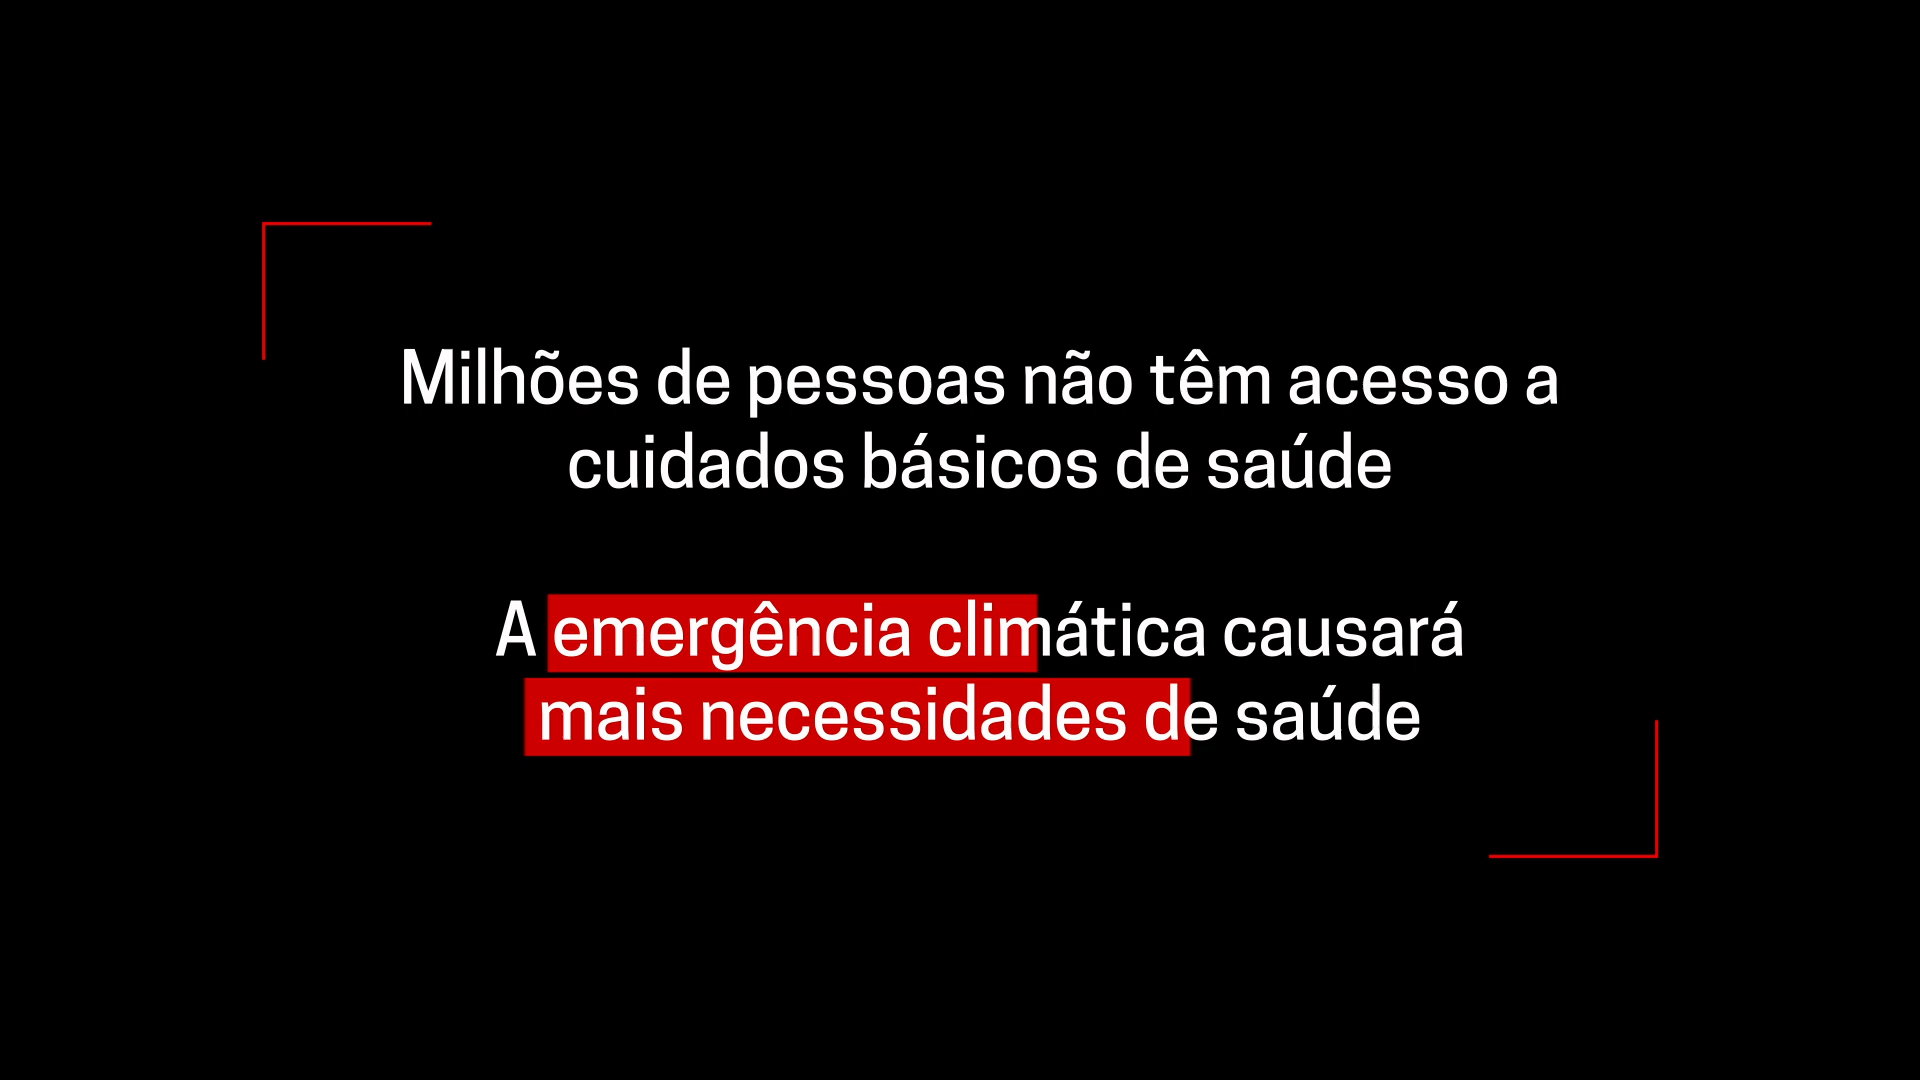 Milhões de pessoas não têm acesso a
cuidados básicos de saúde
A emergência climática causará
mais necessidades de saúde